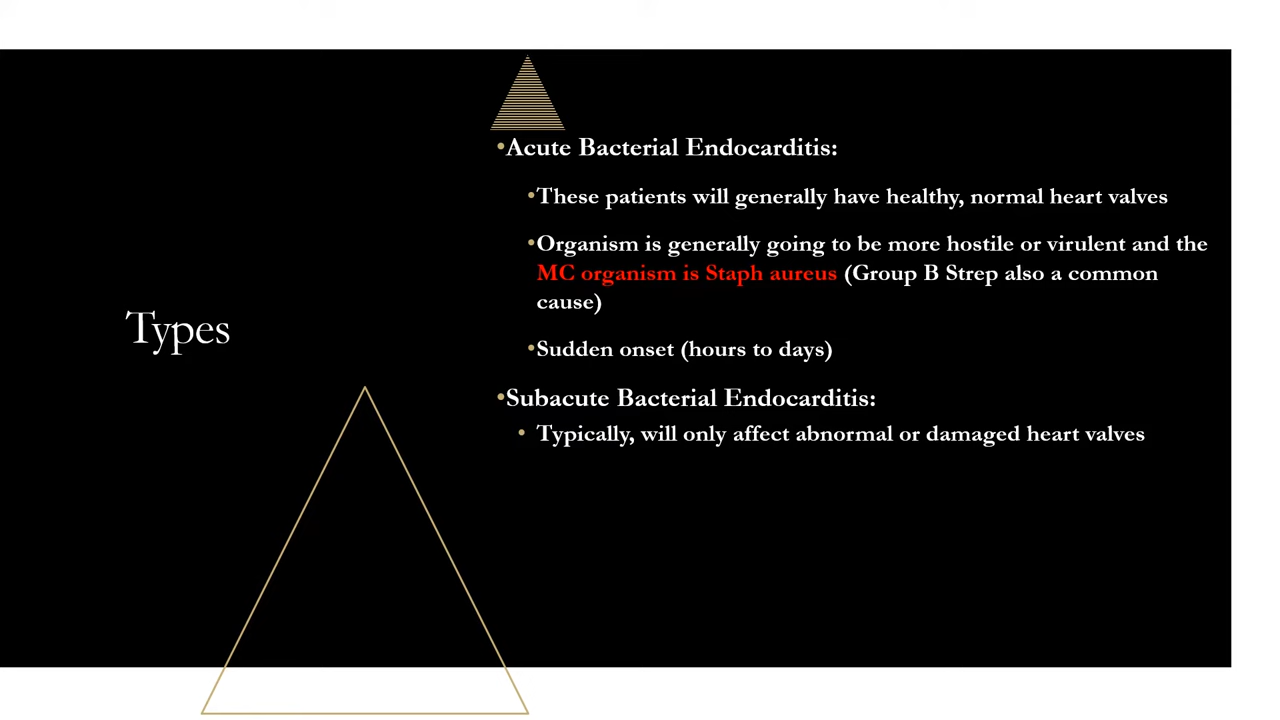 Types
•Acute Bacterial Endocarditis:
•These patients will generally have healthy, normal heart valves
•Organism is generally going to be more hostile or virulent and the
MC organism is Staph aureus (Group B Strep also a common
cause)
•Sudden onset (hours to days)
•Subacute Bacterial Endocarditis:
• Typically, will only affect abnormal or damaged heart valves